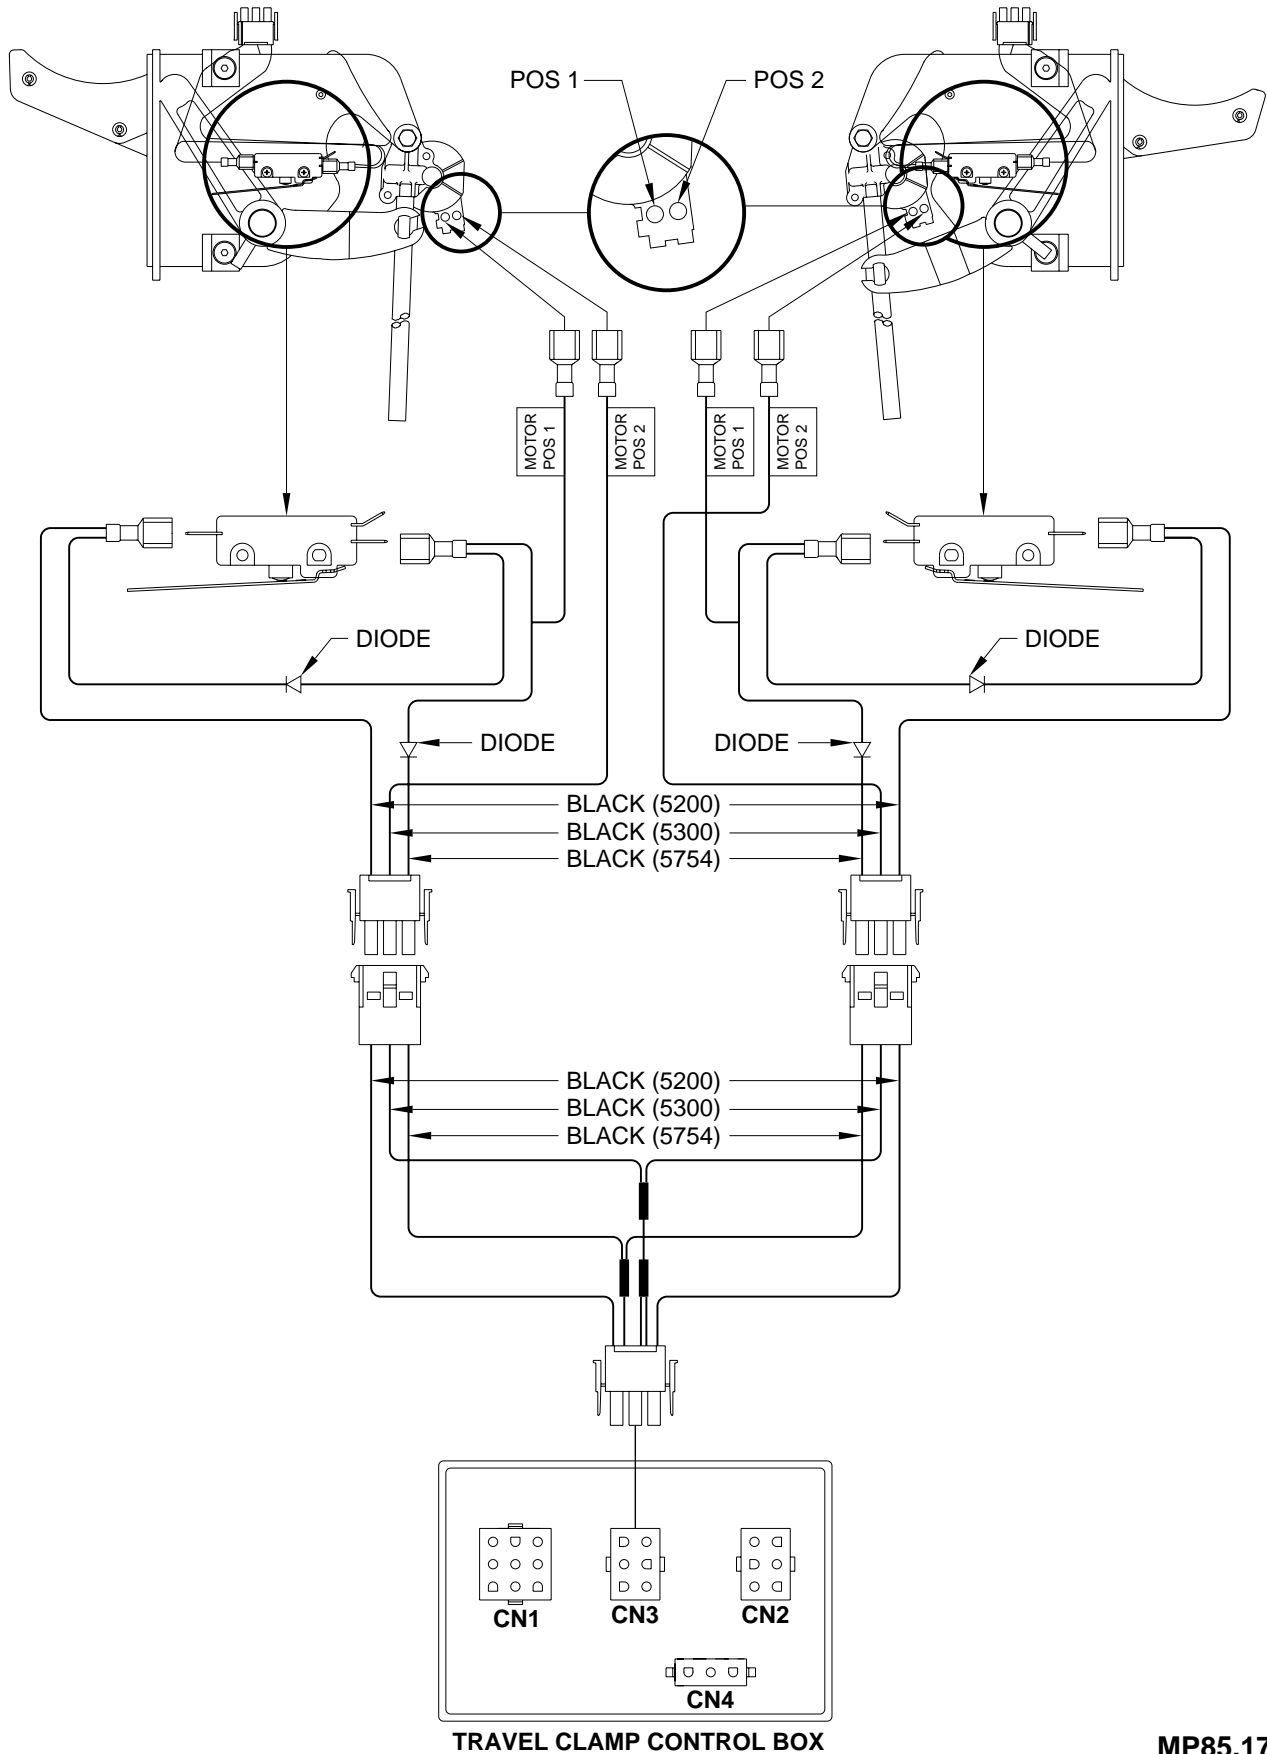 POS 1
POS 2
MOTOR
POS 1
MOTOR
POS 2
MOTOR
POS 1
MOTOR
POS 2
DIODE
DIODE
DIODE
DIODE
BLACK (5200)
BLACK (5300)
BLACK (5754)
BLACK (5200)
BLACK (5300)
BLACK (5754)
CN1
CN3
CN2
CN4
TRAVEL CLAMP CONTROL BOX
MP85.17